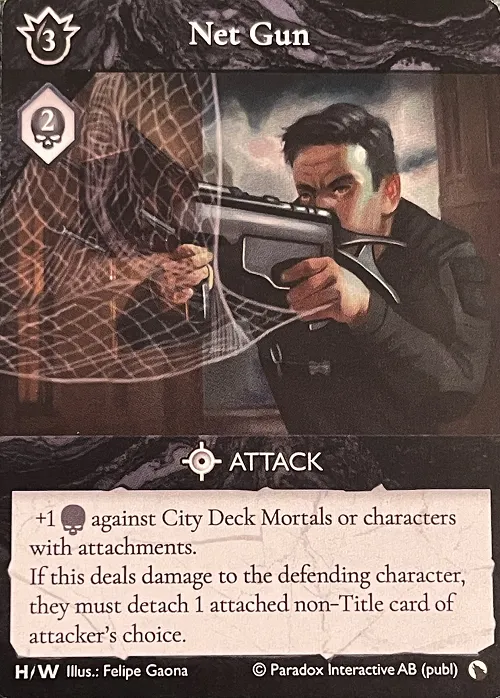 3
Net Gun
2
ATTACK
+1 against City Deck Mortals or characters
with attachments.
If this deals damage to the defending character,
they must detach 1 attached non-Title card of
attacker's choice.
H/W Illus.: Felipe Gaona © Paradox Interactive AB (publ)